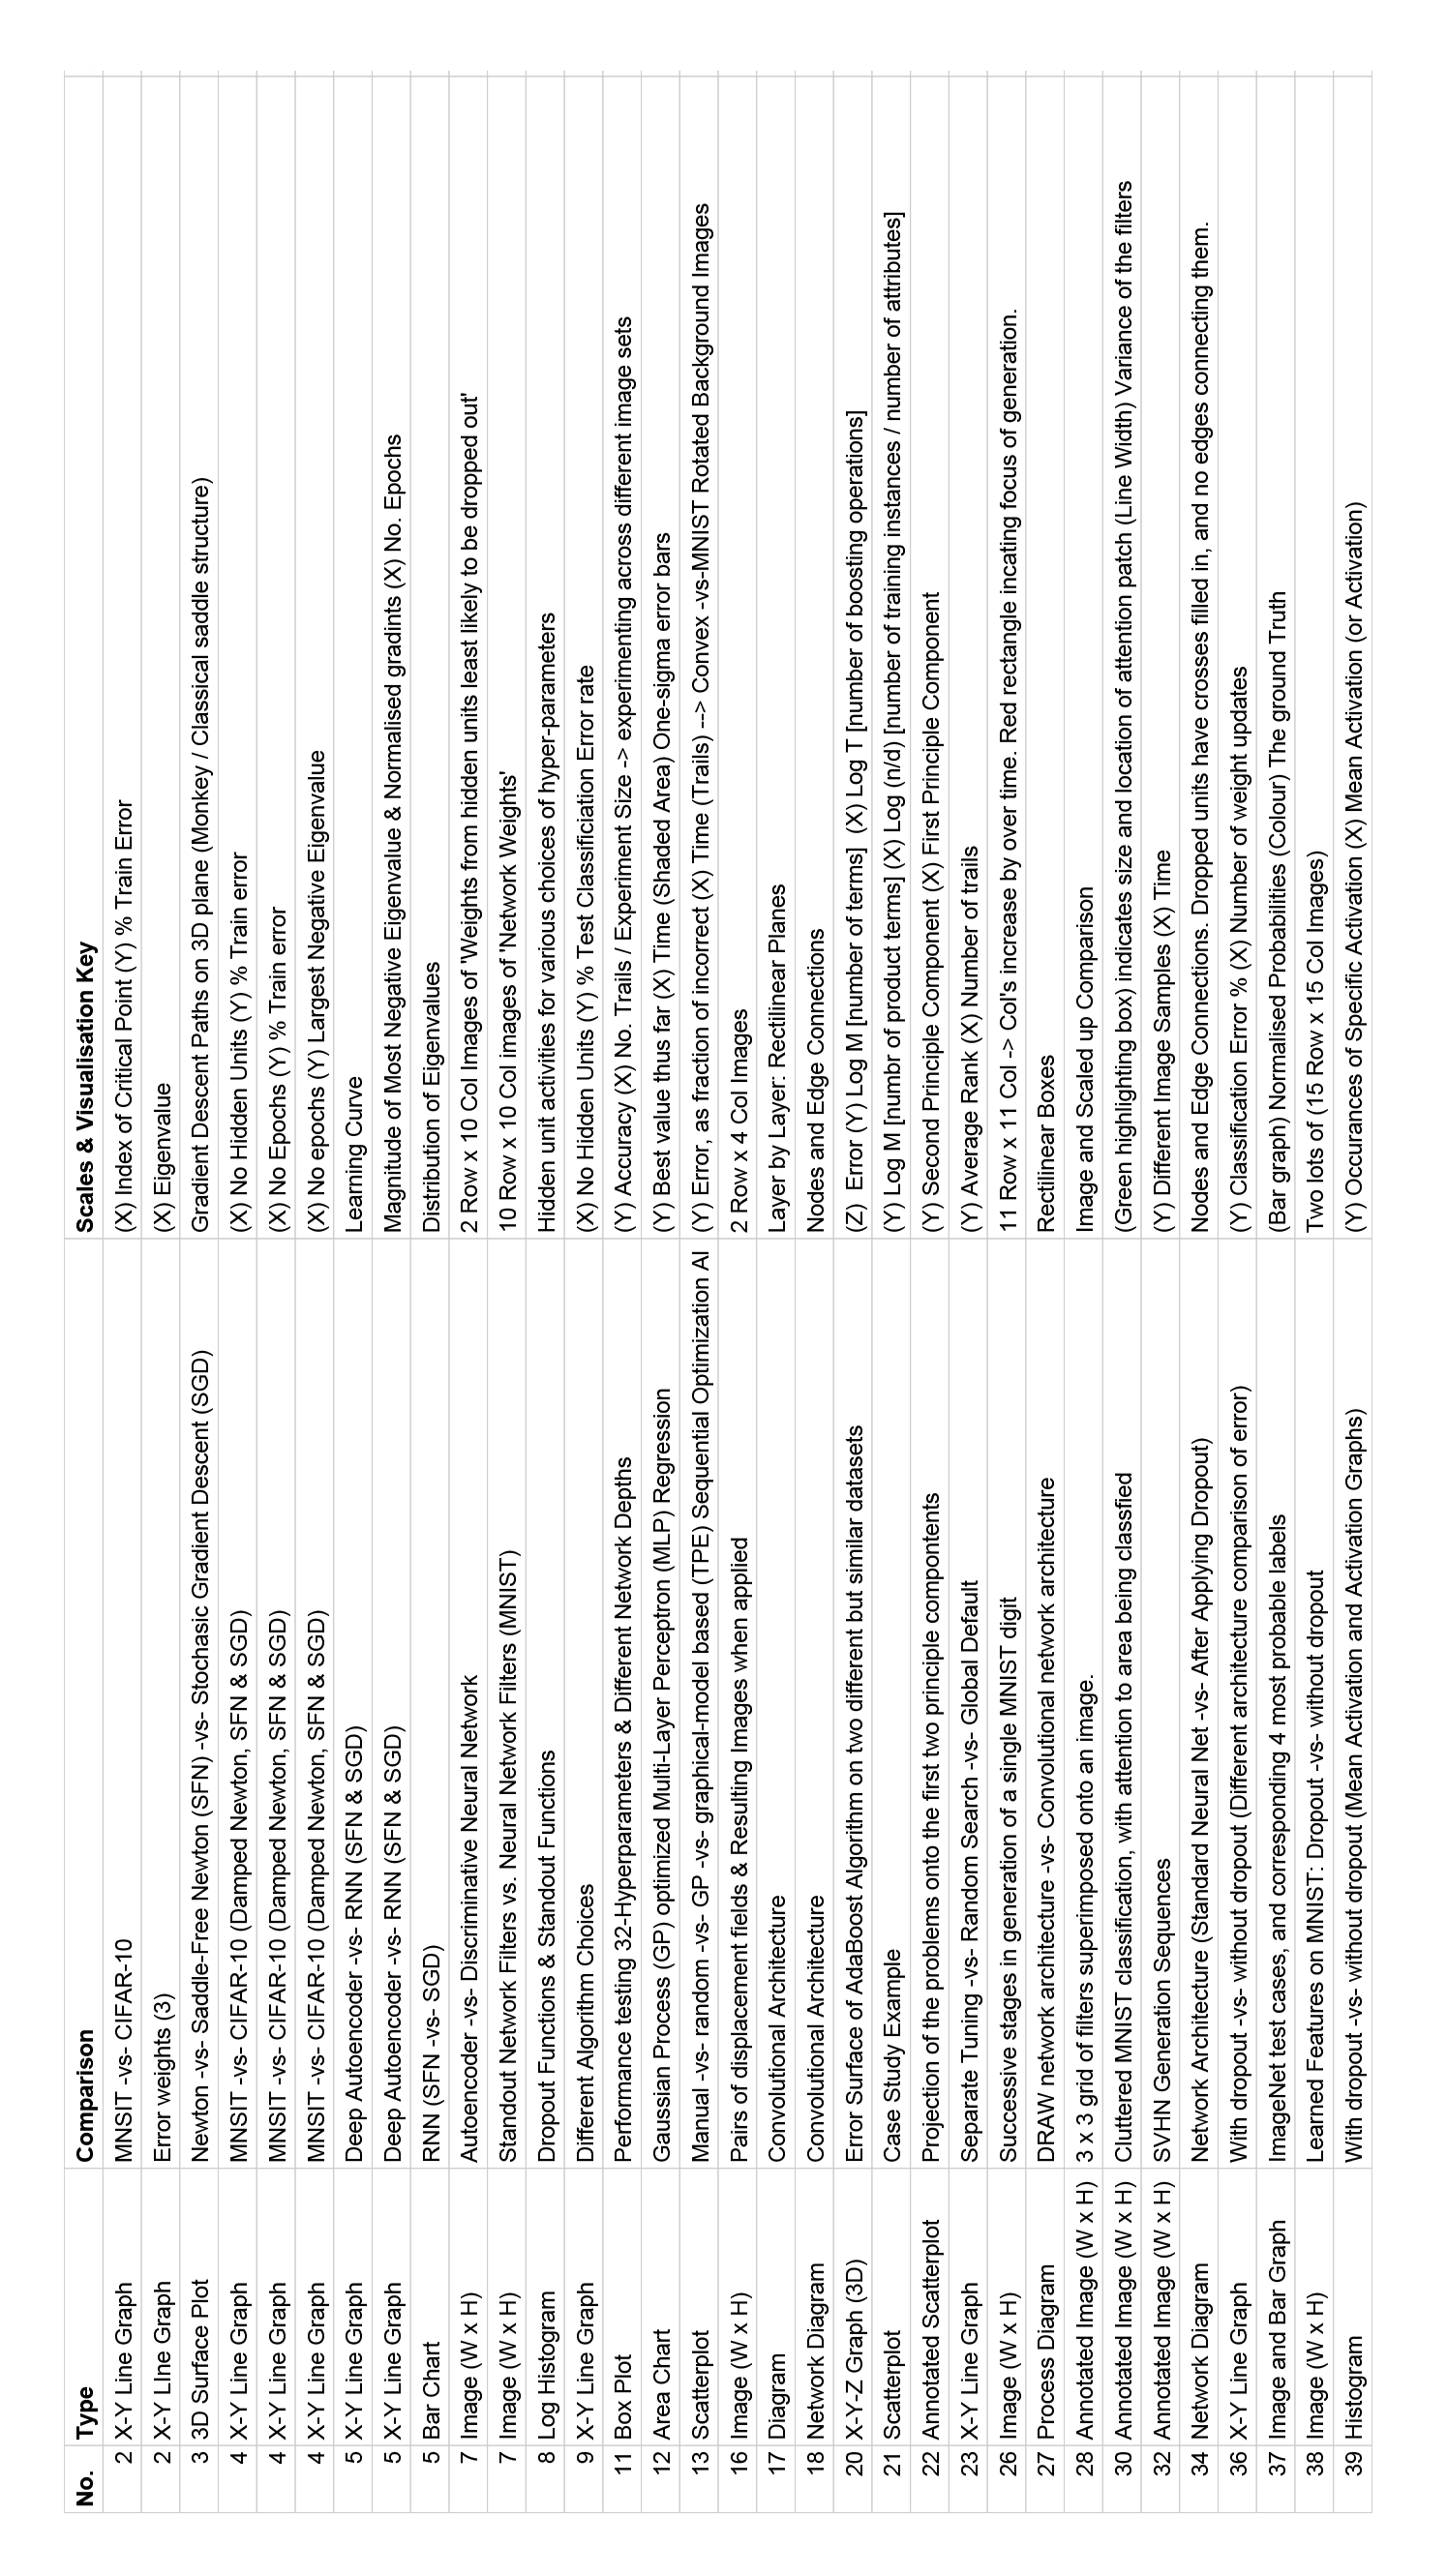 No. Type Comparison Scales & Visualisation Key
2 X-Y LIne Graph MNSIT -vs- CIFAR-10 (X) Index of Critical Point (Y) % Train Error
2 X-Y LIne Graph Error weights (3) (X) Eigenvalue
3 3D Surface Plot Newton -vs- Saddle-Free Newton (SFN) -vs- Stochasic Gradient Descent (SGD) Gradient Descent Paths on 3D plane (Monkey / Classical saddle structure)
4 X-Y Line Graph MNSIT -vs- CIFAR-10 (Damped Newton, SFN & SGD) (X) No Hidden Units (Y) % Train error
4 X-Y Line Graph MNSIT -vs- CIFAR-10 (Damped Newton, SFN & SGD) (X) No Epochs (Y) % Train error
4 X-Y Line Graph MNSIT -vs- CIFAR-10 (Damped Newton, SFN & SGD) (X) No epochs (Y) Largest Negative Eigenvalue
5 X-Y Line Graph Deep Autoencoder -vs- RNN (SFN & SGD) Learning Curve
5 X-Y Line Graph Deep Autoencoder -vs- RNN (SFN & SGD) Magnitude of Most Negative Eigenvalue & Normalised gradints (X) No. Epochs
5 Bar Chart RNN (SFN -vs- SGD) Distribution of Eigenvalues
7 Image (W x H) Autoencoder -vs- Discriminative Neural Network 2 Row x 10 Col Images of 'Weights from hidden units least likely to be dropped out'
7 Image (W x H) Standout Network Filters vs. Neural Network Filters (MNIST) 10 Row x 10 Col images of 'Network Weights'
8 Log Histogram Dropout Functions & Standout Functions Hidden unit activities for various choices of hyper-parameters
9 X-Y Line Graph Different Algorithm Choices (X) No Hidden Units (Y) % Test Classificiation Error rate
11 Box Plot Performance testing 32-Hyperparameters & Different Network Depths (Y) Accuracy (X) No. Trails / Experiment Size -> experimenting across different image sets
12 Area Chart Gaussian Process (GP) optimized Multi-Layer Perceptron (MLP) Regression (Y) Best value thus far (X) Time (Shaded Area) One-sigma error bars
13 Scatterplot Manual -vs- random -vs- GP -vs- graphical-model based (TPE) Sequential Optimization Al (Y) Error, as fraction of incorrect (X) Time (Trails) --> Convex -vs-MNIST Rotated Background Images
16 Image (W x H) Pairs of displacement fields & Resulting Images when applied 2 Row x 4 Col Images
17 Diagram Convolutional Architecture Layer by Layer: Rectilinear Planes
18 Network Diagram Convolutional Architecture Nodes and Edge Connections
20 X-Y-Z Graph (3D) Error Surface of AdaBoost Algorithm on two different but similar datasets (Z) Error (Y) Log M [number of terms] (X) Log T [number of boosting operations]
21 Scatterplot Case Study Example (Y) Log M [numbr of product terms] (X) Log (n/d) [number of training instances / number of attributes]
22 Annotated Scatterplot Projection of the problems onto the first two principle compontents (Y) Second Principle Component (X) First Principle Component
23 X-Y Line Graph Separate Tuning -vs- Random Search -vs- Global Default (Y) Average Rank (X) Number of trails
26 Image (W x H) Successive stages in generation of a single MNIST digit 11 Row x 11 Col -> Col's increase by over time. Red rectangle incating focus of generation.
27 Process Diagram DRAW network architecture -vs- Convolutional network architecture Rectilinear Boxes
28 Annotated Image (W x H) 3 x 3 grid of filters superimposed onto an image. Image and Scaled up Comparison
30 Annotated Image (W x H) Cluttered MNIST classification, with attention to area being classfied (Green highlighting box) indicates size and location of attention patch (Line Width) Variance of the filters
32 Annotated Image (W x H) SVHN Generation Sequences (Y) Different Image Samples (X) Time
34 Network Diagram Network Architecture (Standard Neural Net -vs- After Applying Dropout) Nodes and Edge Connections. Dropped units have crosses filled in, and no edges connecting them.
36 X-Y Line Graph With dropout -vs- without dropout (Different architecture comparison of error) (Y) Classification Error % (X) Number of weight updates
37 Image and Bar Graph ImageNet test cases, and corresponding 4 most probable labels (Bar graph) Normalised Probabilities (Colour) The ground Truth
38 Image (W x H) Learned Features on MNIST: Dropout -vs- without dropout Two lots of (15 Row x 15 Col Images)
39 Histogram With dropout -vs- without dropout (Mean Activation and Activation Graphs) (Y) Occurances of Specific Activation (X) Mean Activation (or Activation)